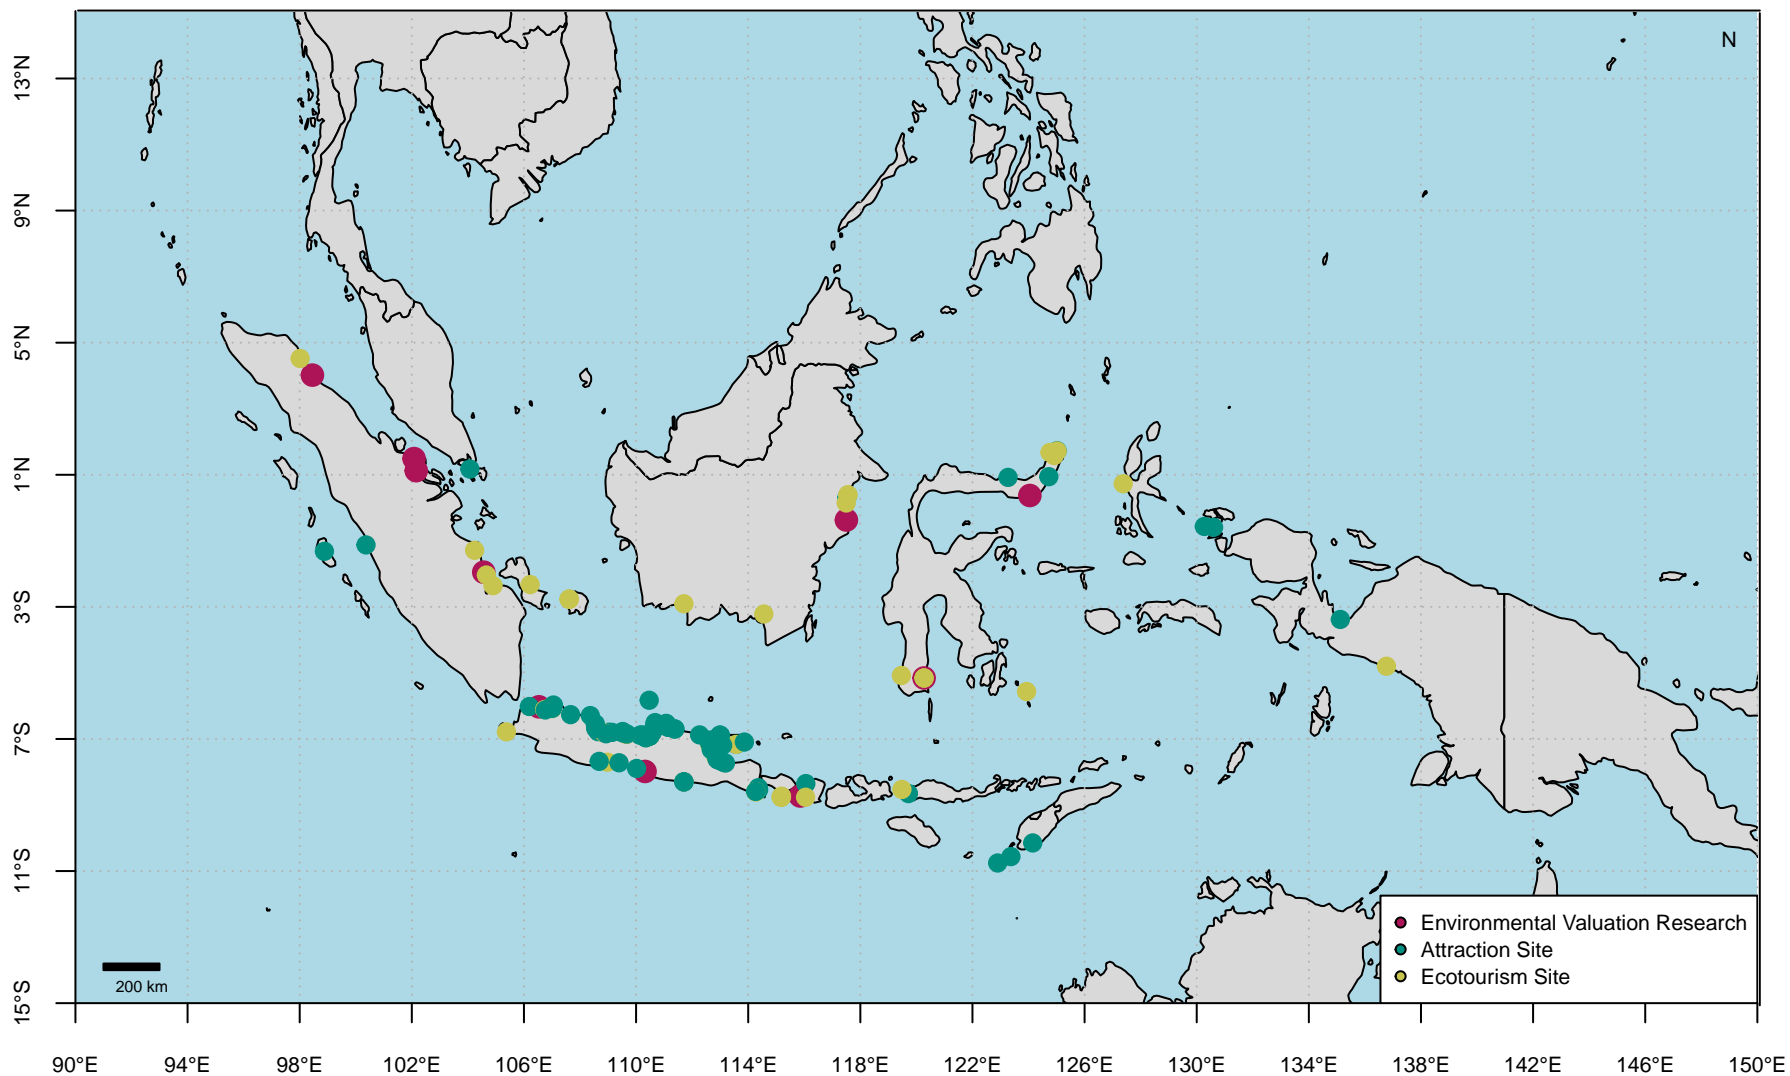 N
13°N
9°N
5°N
1°N
3°S
7°S
11°S
15°S
Environmental Valuation Research
Attraction Site
Ecotourism Site
200 km
90°E 94°E 98°E 102°E 106°E 110°E 114°E 118°E 122°E 126°E 130°E 134°E 138°E 142°E 146°E 150°E